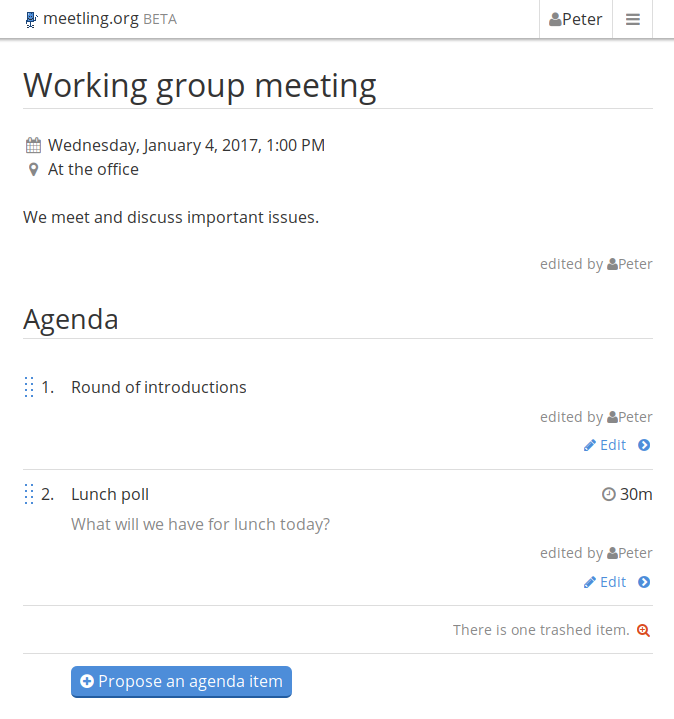 meetling.org BETA
Peter
Working group meeting
Wednesday, January 4, 2017, 1:00 PM
At the office
We meet and discuss important issues.
edited by Peter
Agenda
1. Round of introductions
edited by Peter
Edit
2. Lunch poll 30m
What will we have for lunch today?
edited by Peter
Edit
There is one trashed item.
Propose an agenda item